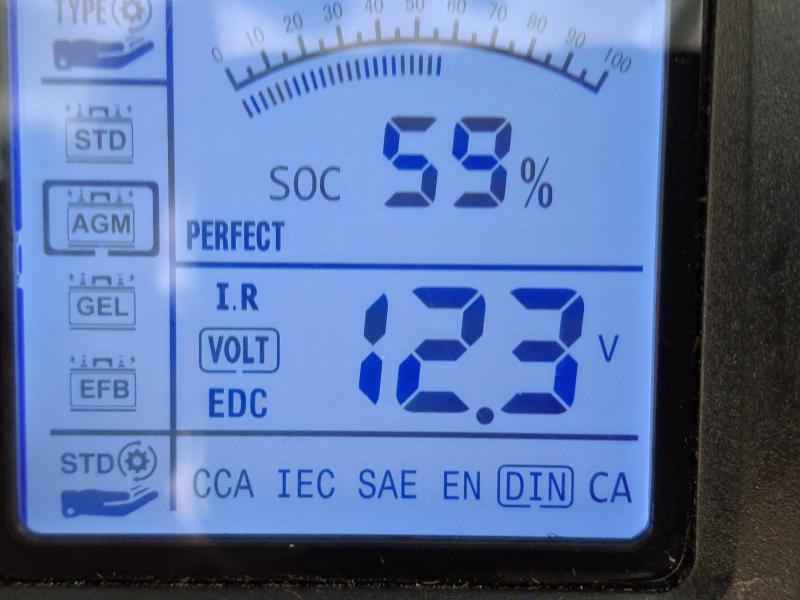 TYPE
0 10 20 30 40 50 60 70 80 90 100
STD
SOC 59%
AGM
PERFECT
I.R
GEL
VOLT 12.3 V
EFB
EDC
STD
CCA IEC SAE EN DIN CA